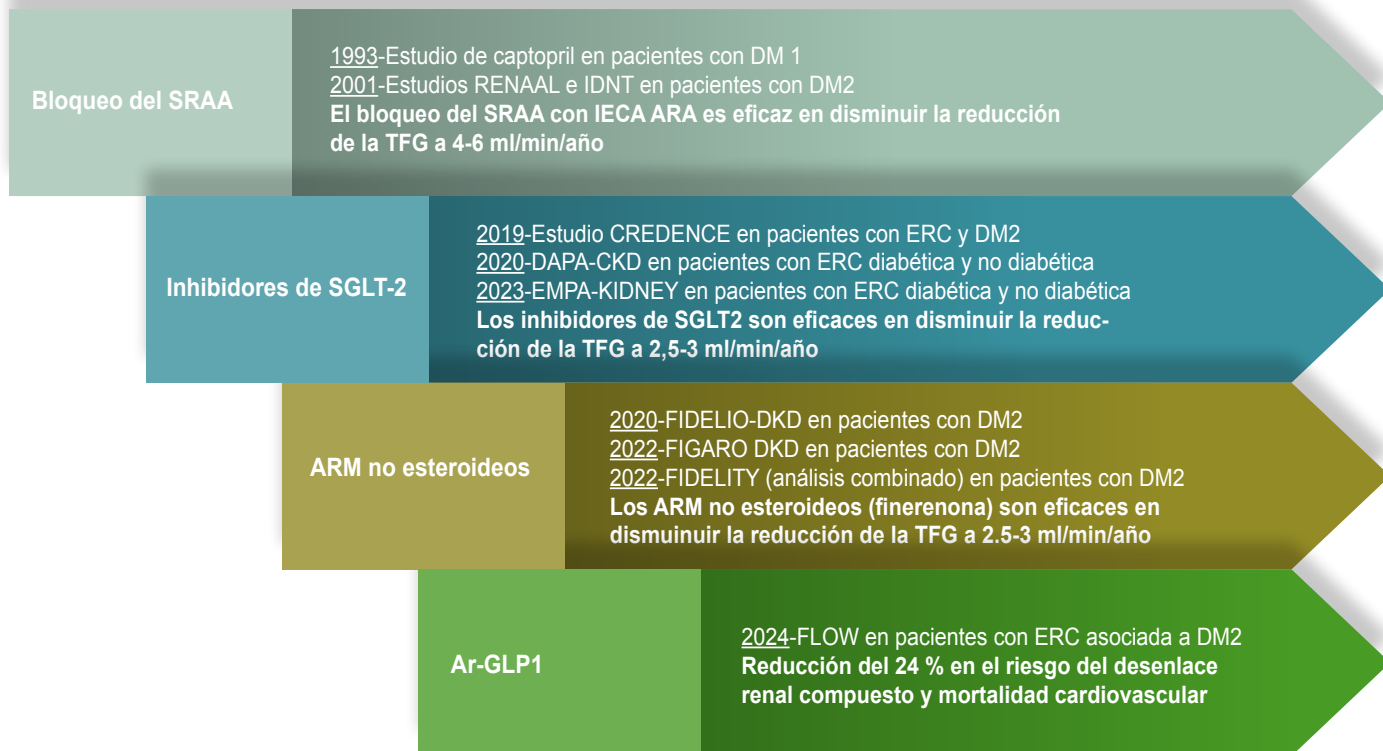 Bloqueo del SRAA
1993-Estudio de captopril en pacientes con DM 1
2001-Estudios RENAAL e IDNT en pacientes con DM2
El bloqueo del SRAA con IECA ARA es eficaz en disminuir la reducción
de la TFG a 4-6 ml/min/año
Inhibidores de SGLT-2
2019-Estudio CREDENCE en pacientes con ERC y DM2
2020-DAPA-CKD en pacientes con ERC diabética y no diabética
2023-EMPA-KIDNEY en pacientes con ERC diabética y no diabética
Los inhibidores de SGLT2 son eficaces en disminuir la reduc-
ción de la TFG a 2,5-3 ml/min/año
ARM no esteroideos
2020-FIDELIO-DKD en pacientes con DM2
2022-FIGARO DKD en pacientes con DM2
2022-FIDELITY (análisis combinado) en pacientes con DM2
Los ARM no esteroideos (finerenona) son eficaces en
dismuinuir la reducción de la TFG a 2.5-3 ml/min/año
Ar-GLP1
2024-FLOW en pacientes con ERC asociada a DM2
Reducción del 24 % en el riesgo del desenlace
renal compuesto y mortalidad cardiovascular